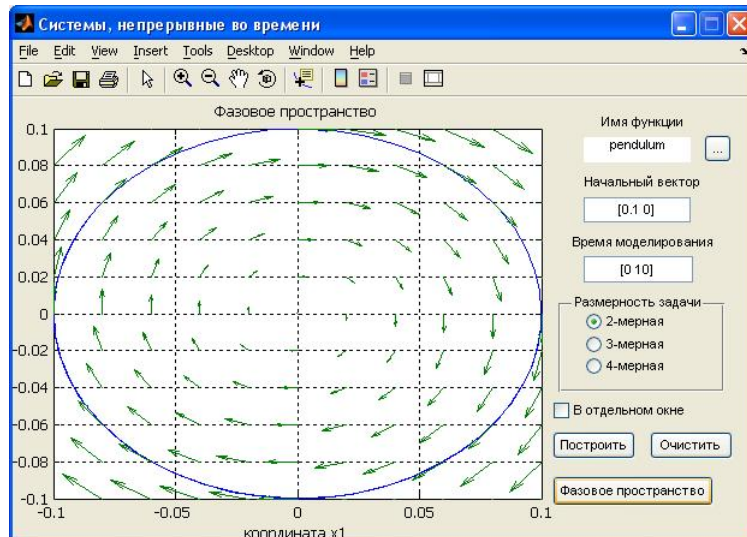 Системы, непрерывные во времени
File Edit View Insert Tools Desktop Window Help
Фазовое пространство
0.1
0.08
0.06
0.04
0.02
0
-0.02
-0.04
-0.06
-0.08
-0.1
-0.1 -0.05 0 0.05 0.1
координата x1
Имя функции
pendulum ...
Начальный вектор
[0.1 0]
Время моделирования
[0 10]
Размерность задачи
2-мерная
3-мерная
4-мерная
В отдельном окне
Построить Очистить
Фазовое пространство